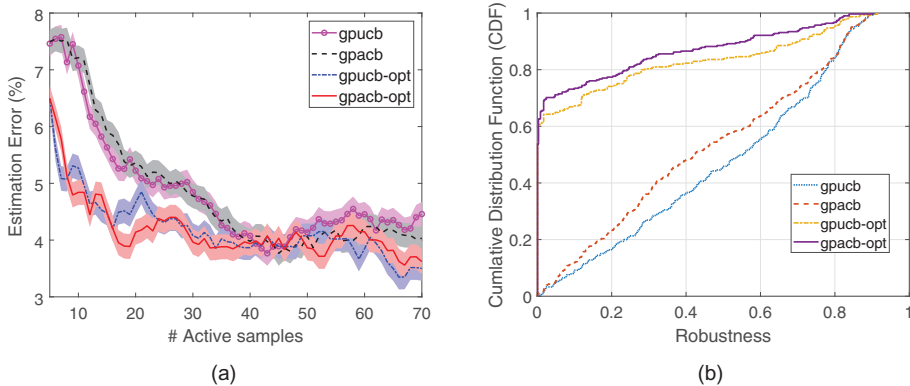 8
7
6
5
4
3
Estimation Error (%)
10 20 30 40 50 60 70
# Active samples
gpucb
gpacb
gpucb-opt
gpacb-opt
(a)
1
0.8
0.6
0.4
0.2
0
Cumlative Distribution Function (CDF)
0 0.2 0.4 0.6 0.8 1
Robustness
gpucb
gpacb
gpucb-opt
gpacb-opt
(b)